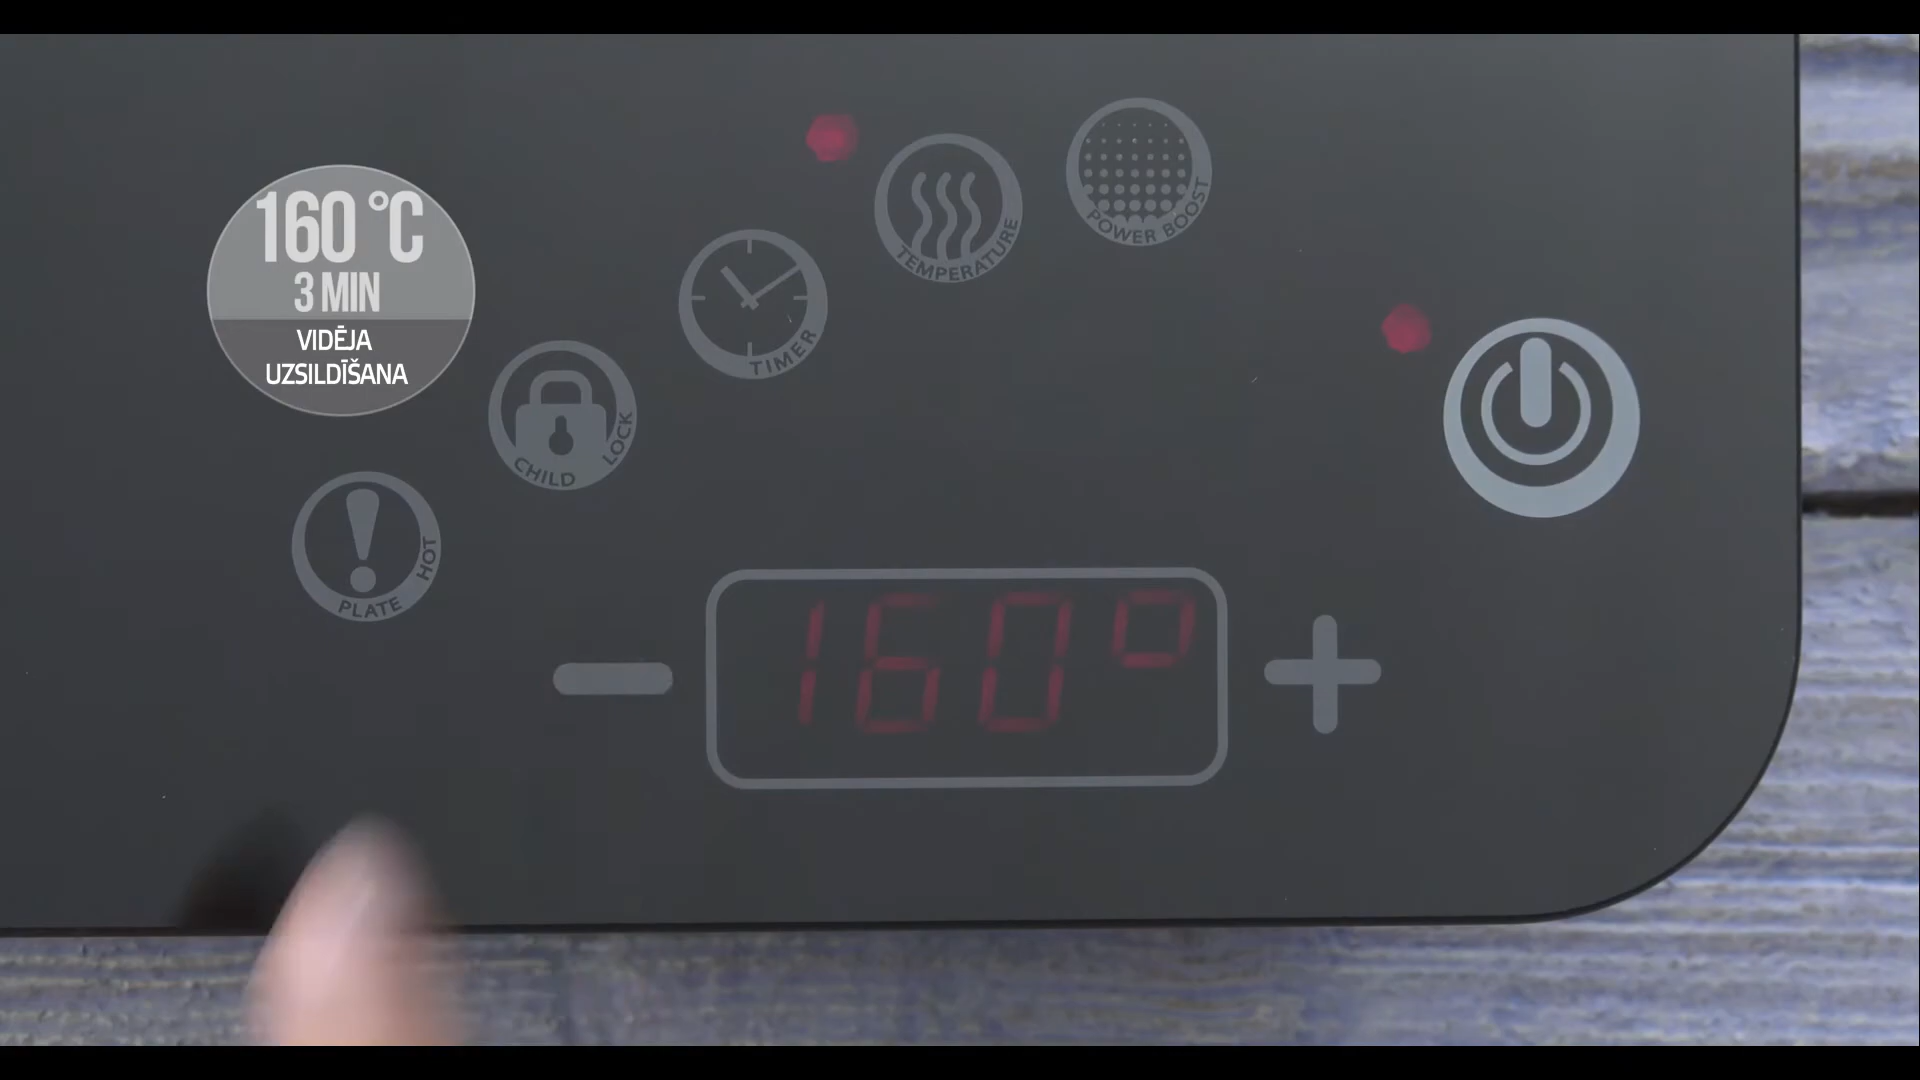 160 °C
3 MIN
VIDĒJA
UZSILDĪŠANA
POWER BOOST
TEMPERATURE
TIMER
CHILD LOCK
PLATE HOT
160°